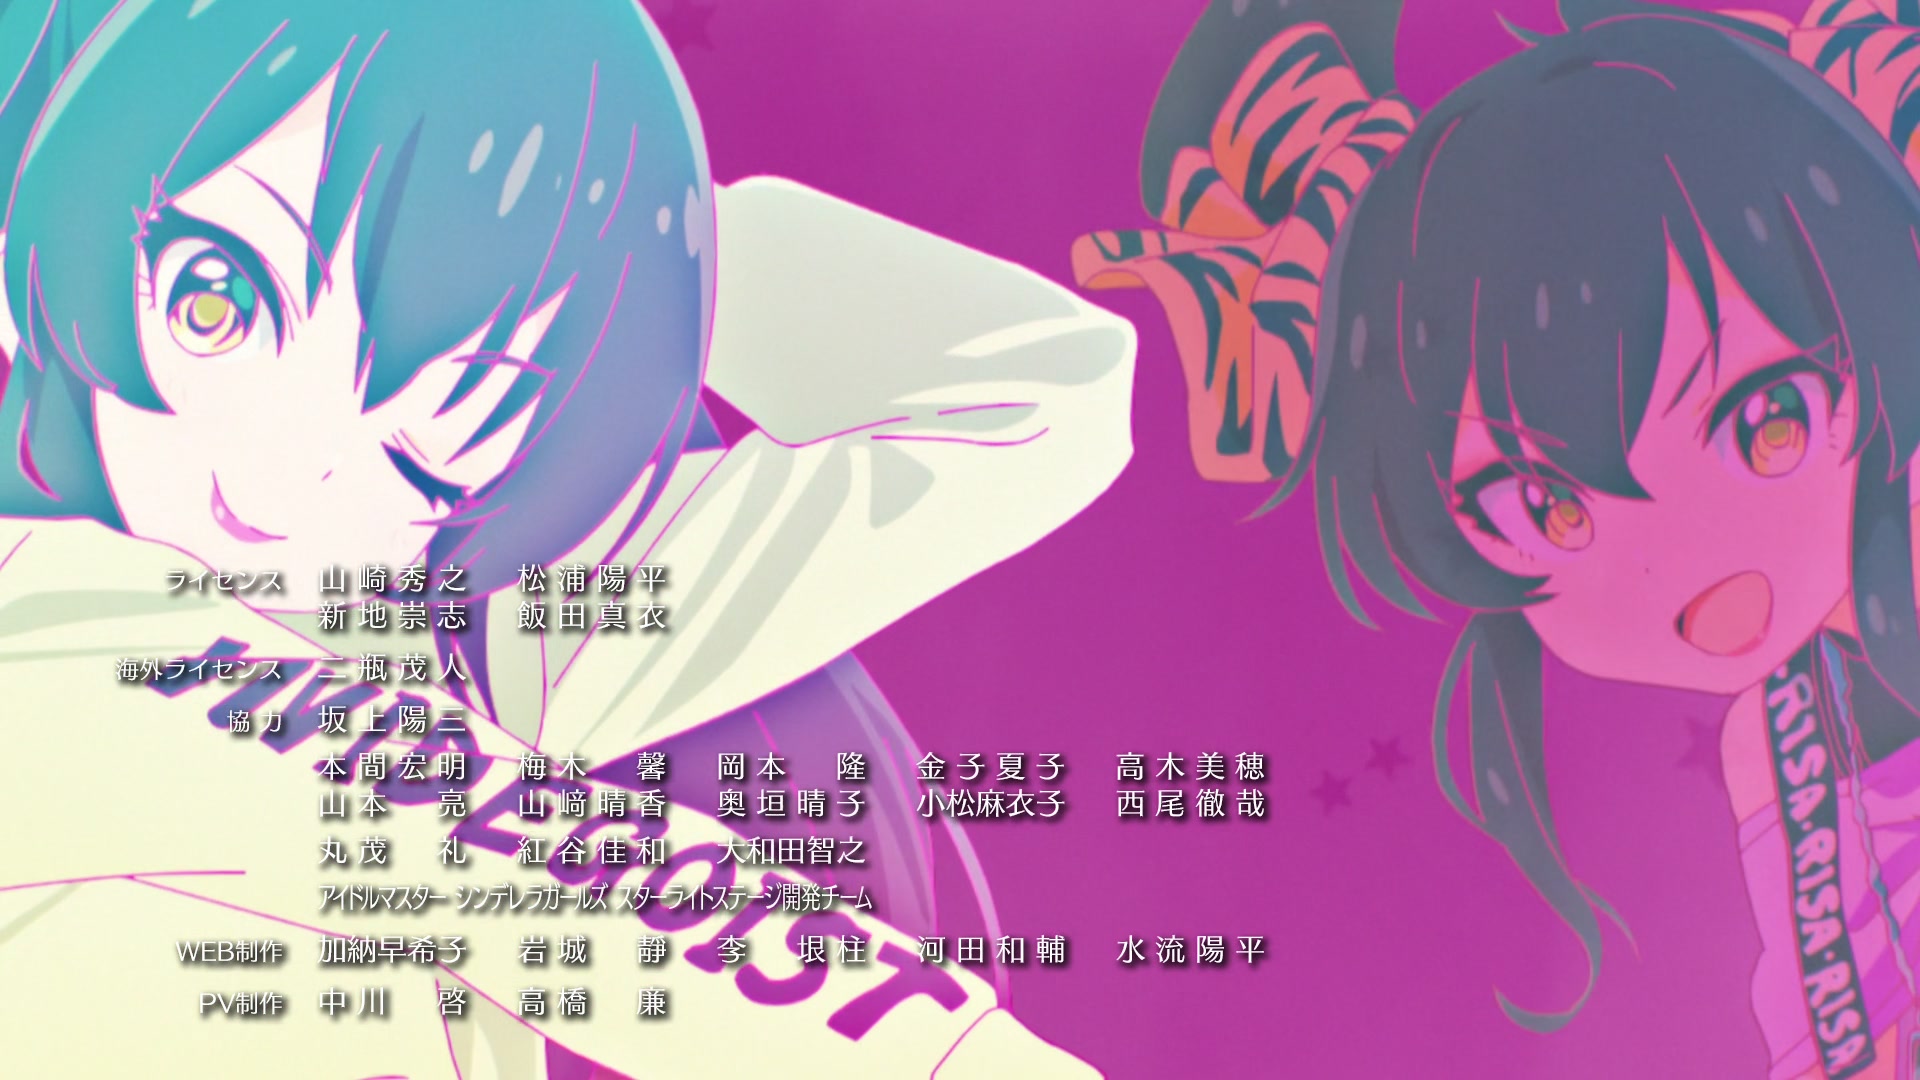 ライセンス 山崎秀之 松浦陽平
新地崇志 飯田真衣
海外ライセンス 二瓶茂人
協力 坂上陽三
本間宏明 梅木馨 岡本隆 金子夏子 高木美穂
山本亮 山﨑晴香 奥垣晴子 小松麻衣子 西尾徹哉
丸茂礼 紅谷佳和 大和田智之
アイドルマスター シンデレラガールズ スターライトステージ開発チーム
WEB制作 加納早希子 岩城靜 李垠柱 河田和輔 水流陽平
PV制作 中川啓 高橋廉
RISA・RISA・RISA